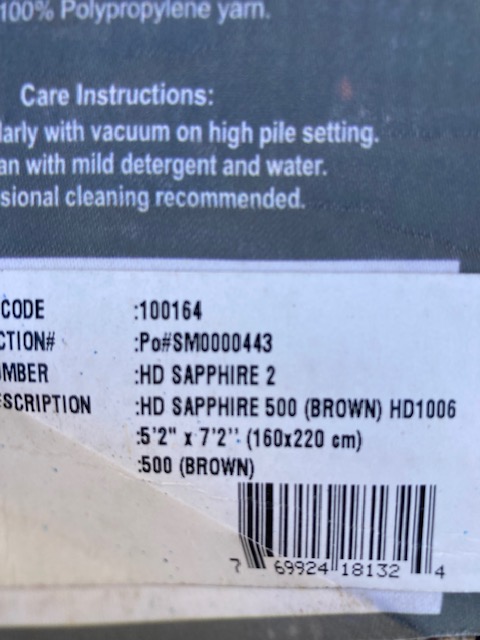 100% Polypropylene yarn.
Care Instructions:
larly with vacuum on high pile setting.
an with mild detergent and water.
sional cleaning recommended.
CODE :100164
CTION# :Po#SM0000443
MBER :HD SAPPHIRE 2
ESCRIPTION :HD SAPPHIRE 500 (BROWN) HD1006
:5'2" x 7'2'' (160x220 cm)
:500 (BROWN)
7 69924 18132 4